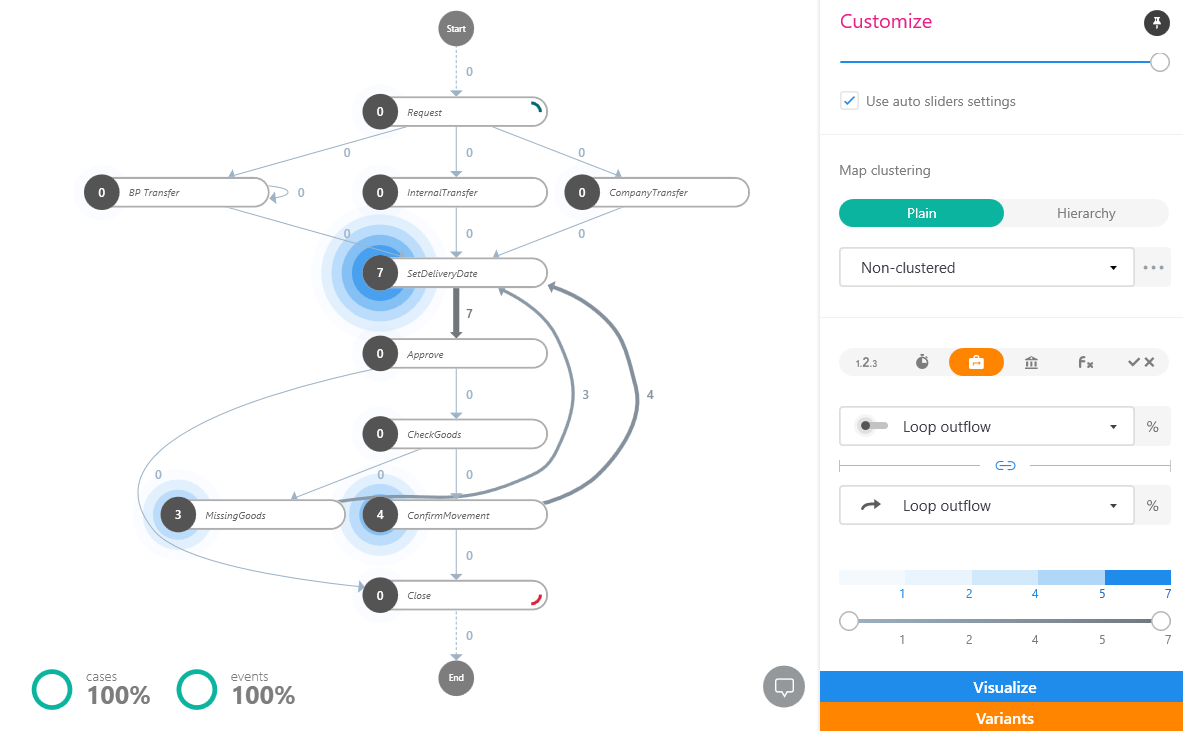 Start
0
0
Request
0
0
0
0
BP Transfer
0
0
InternalTransfer
0
CompanyTransfer
0
0
0
7
SetDeliveryDate
7
0
Approve
0
3
4
0
CheckGoods
0
0
0
3
MissingGoods
4
ConfirmMovement
0
0
Close
0
End
cases
100%
events
100%
Customize
Use auto sliders settings
Map clustering
Plain
Hierarchy
Non-clustered
1.2.3
Fx
Loop outflow
%
Loop outflow
%
1 2 4 5 7
1 2 4 5 7
Visualize
Variants